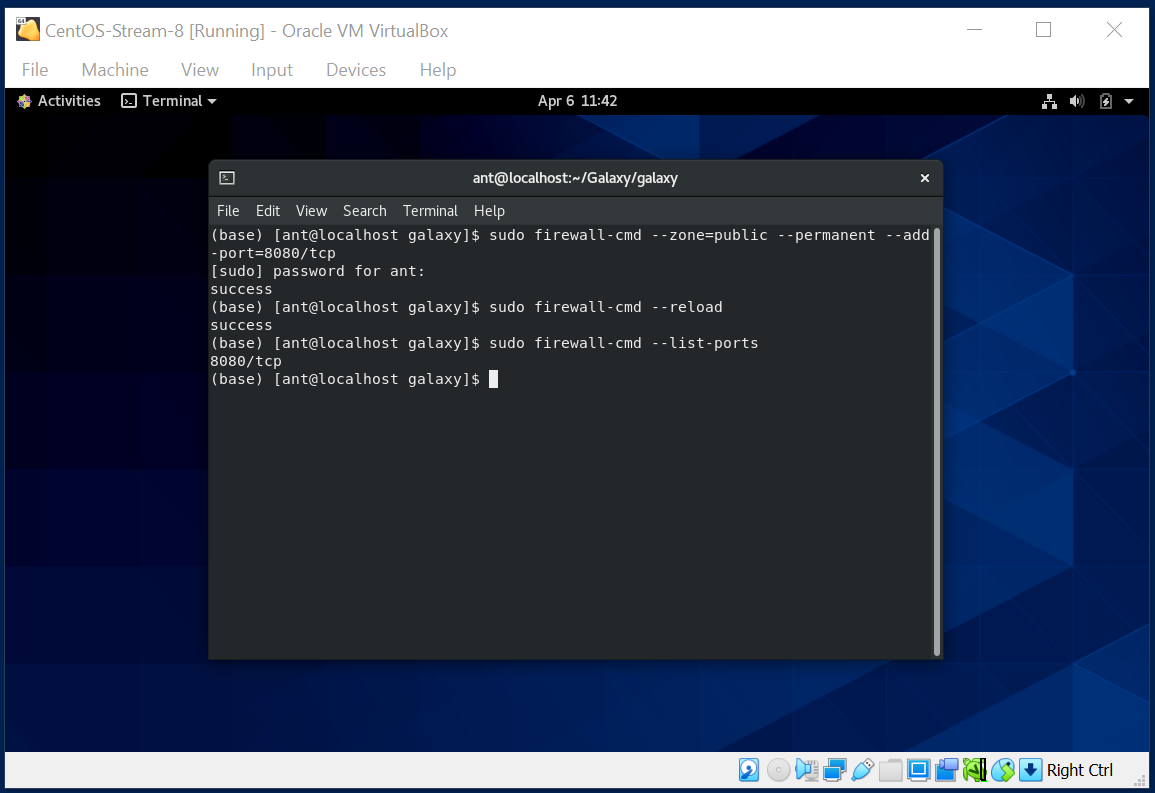 64
CentOS-Stream-8 [Running] - Oracle VM VirtualBox
File Machine View Input Devices Help
Activities Terminal Apr 6 11:42
ant@localhost:~/Galaxy/galaxy
File Edit View Search Terminal Help
(base) [ant@localhost galaxy]$ sudo firewall-cmd --zone=public --permanent --add
-port=8080/tcp
[sudo] password for ant:
success
(base) [ant@localhost galaxy]$ sudo firewall-cmd --reload
success
(base) [ant@localhost galaxy]$ sudo firewall-cmd --list-ports
8080/tcp
(base) [ant@localhost galaxy]$
Right Ctrl